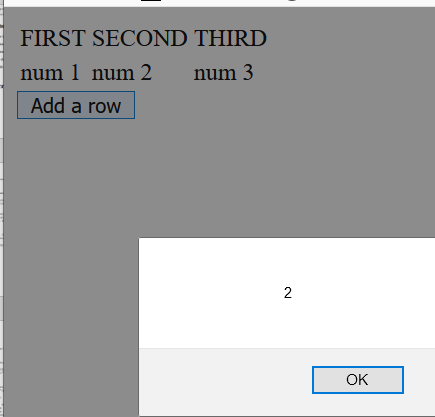 FIRST SECOND THIRD
num 1 num 2 num 3
Add a row
2
OK